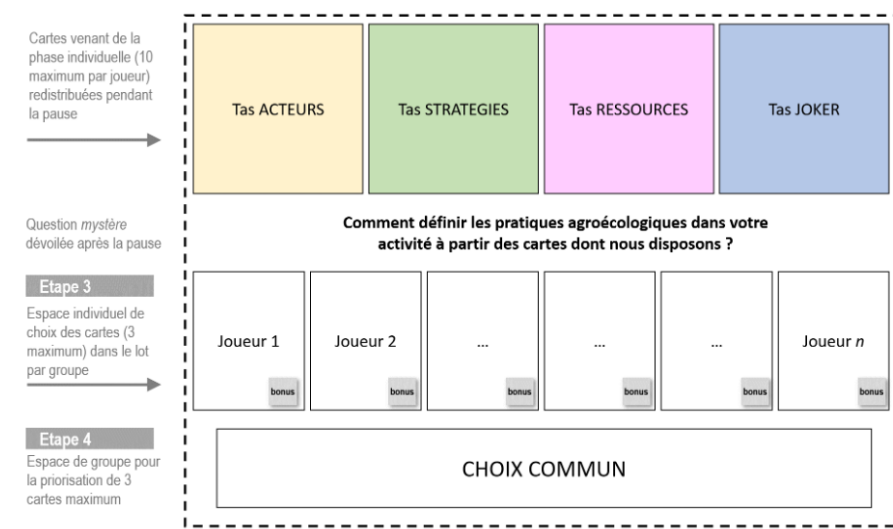 Cartes venant de la
phase individuelle (10
maximum par joueur)
redistribuées pendant
la pause
Tas ACTEURS
Tas STRATEGIES
Tas RESSOURCES
Tas JOKER
Question mystère
dévoilée après la pause
Comment définir les pratiques agroécologiques dans votre
activité à partir des cartes dont nous disposons ?
Etape 3
Espace individuel de
choix des cartes (3
maximum) dans le lot
par groupe
Joueur 1
bonus
Joueur 2
bonus
...
bonus
...
bonus
...
bonus
Joueur n
bonus
Etape 4
Espace de groupe pour
la priorisation de 3
cartes maximum
CHOIX COMMUN